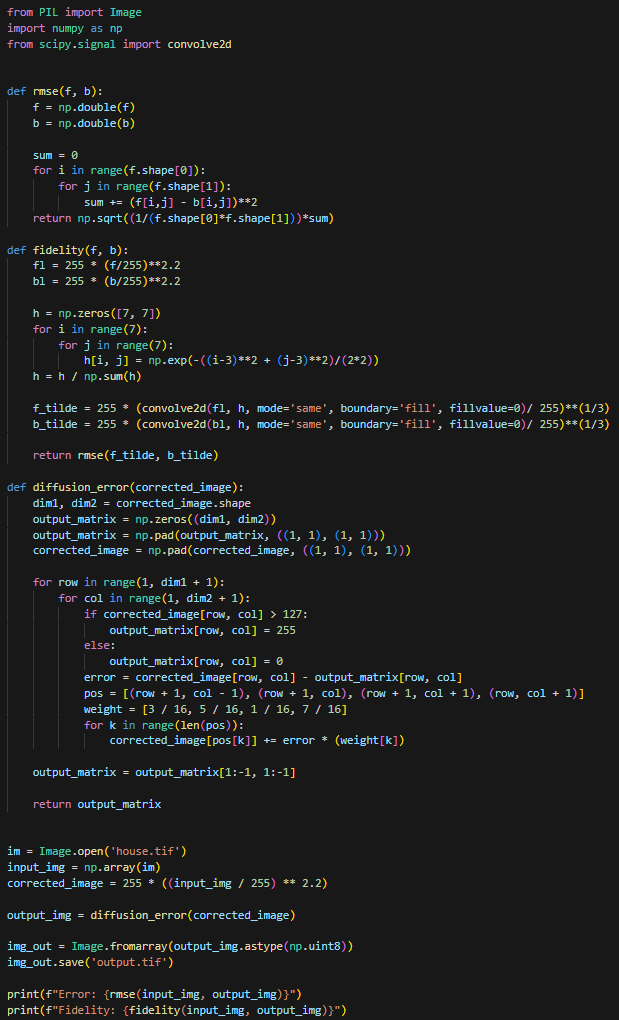 from PIL import Image
import numpy as np
from scipy.signal import convolve2d
def rmse(f, b):
    f = np.double(f)
    b = np.double(b)
    sum = 0
    for i in range(f.shape[0]):
        for j in range(f.shape[1]):
            sum += (f[i,j] - b[i,j])**2
    return np.sqrt((1/(f.shape[0]*f.shape[1]))*sum)
def fidelity(f, b):
    fl = 255 * (f/255)**2.2
    bl = 255 * (b/255)**2.2
    h = np.zeros([7, 7])
    for i in range(7):
        for j in range(7):
            h[i, j] = np.exp(-((i-3)**2 + (j-3)**2)/(2*2))
    h = h / np.sum(h)
    f_tilde = 255 * (convolve2d(fl, h, mode='same', boundary='fill', fillvalue=0)/ 255)**(1/3)
    b_tilde = 255 * (convolve2d(bl, h, mode='same', boundary='fill', fillvalue=0)/ 255)**(1/3)
    return rmse(f_tilde, b_tilde)
def diffusion_error(corrected_image):
    dim1, dim2 = corrected_image.shape
    output_matrix = np.zeros((dim1, dim2))
    output_matrix = np.pad(output_matrix, ((1, 1), (1, 1)))
    corrected_image = np.pad(corrected_image, ((1, 1), (1, 1)))
    for row in range(1, dim1 + 1):
        for col in range(1, dim2 + 1):
            if corrected_image[row, col] > 127:
                output_matrix[row, col] = 255
            else:
                output_matrix[row, col] = 0
            error = corrected_image[row, col] - output_matrix[row, col]
            pos = [(row + 1, col - 1), (row + 1, col), (row + 1, col + 1), (row, col + 1)]
            weight = [3 / 16, 5 / 16, 1 / 16, 7 / 16]
            for k in range(len(pos)):
                corrected_image[pos[k]] += error * (weight[k])
    output_matrix = output_matrix[1:-1, 1:-1]
    return output_matrix
im = Image.open('house.tif')
input_img = np.array(im)
corrected_image = 255 * ((input_img / 255) ** 2.2)
output_img = diffusion_error(corrected_image)
img_out = Image.fromarray(output_img.astype(np.uint8))
img_out.save('output.tif')
print(f"Error: {rmse(input_img, output_img)}")
print(f"Fidelity: {fidelity(input_img, output_img)}")